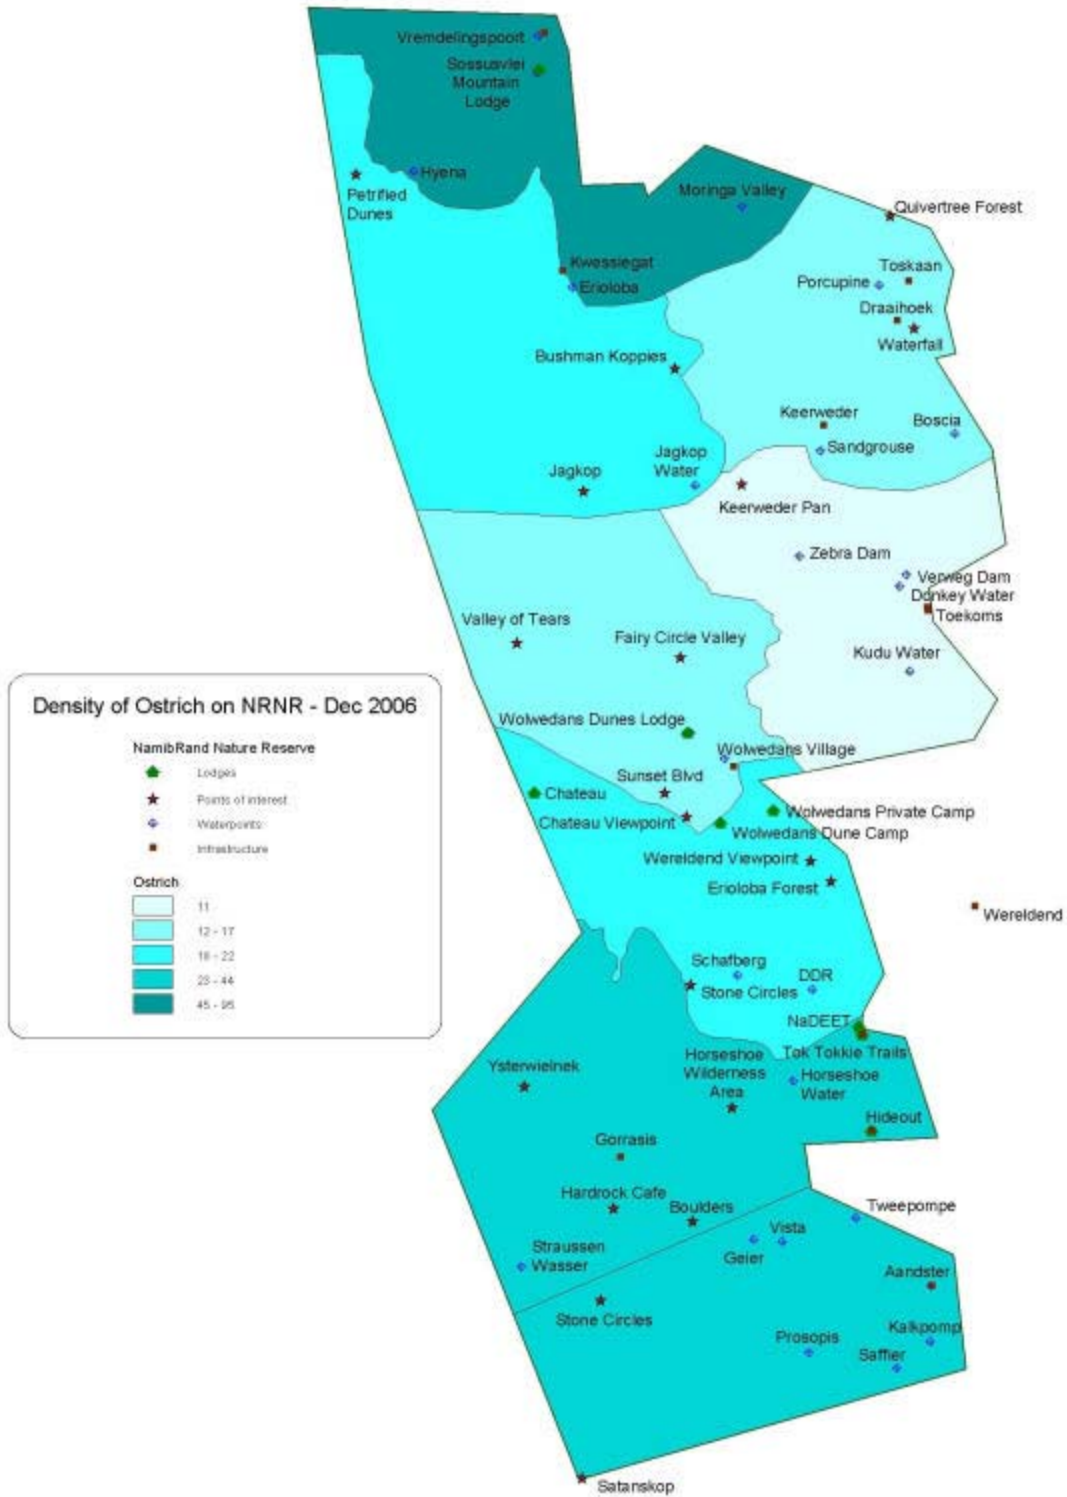 Vremdelingspoort
Sossusvlei
Mountain
Lodge
Hyena
Petrified
Dunes
Moringa Valley
Quivertree Forest
Kwessiegat
Erioloba
Toskaan
Porcupine
Draaihoek
Waterfall
Bushman Koppies
Keerweder
Boscia
Sandgrouse
Jagkop
Water
Jagkop
Keerweder Pan
Zebra Dam
Verweg Dam
Donkey Water
Toekoms
Valley of Tears
Fairy Circle Valley
Kudu Water
Wolwedans Dunes Lodge
Wolwedans Village
Sunset Blvd
Chateau
Chateau Viewpoint
Wolwedans Private Camp
Wolwedans Dune Camp
Wereldend Viewpoint
Erioloba Forest
Wereldend
Schafberg
Stone Circles
DDR
NaDEET
Tok Tokkie Trails
Ysterwielnek
Horseshoe
Wilderness
Area
Horseshoe
Water
Hideout
Gorrasis
Hardrock Cafe
Boulders
Tweepompe
Vista
Geier
Straussen
Wasser
Aandster
Stone Circles
Kalkpomp
Prosopis
Saffier
Satanskop
Density of Ostrich on NRNR - Dec 2006
NamibRand Nature Reserve
Lodges
Points of interest
Waterpoints
Infrastructure
Ostrich
11
12 - 17
18 - 22
23 - 44
45 - 95